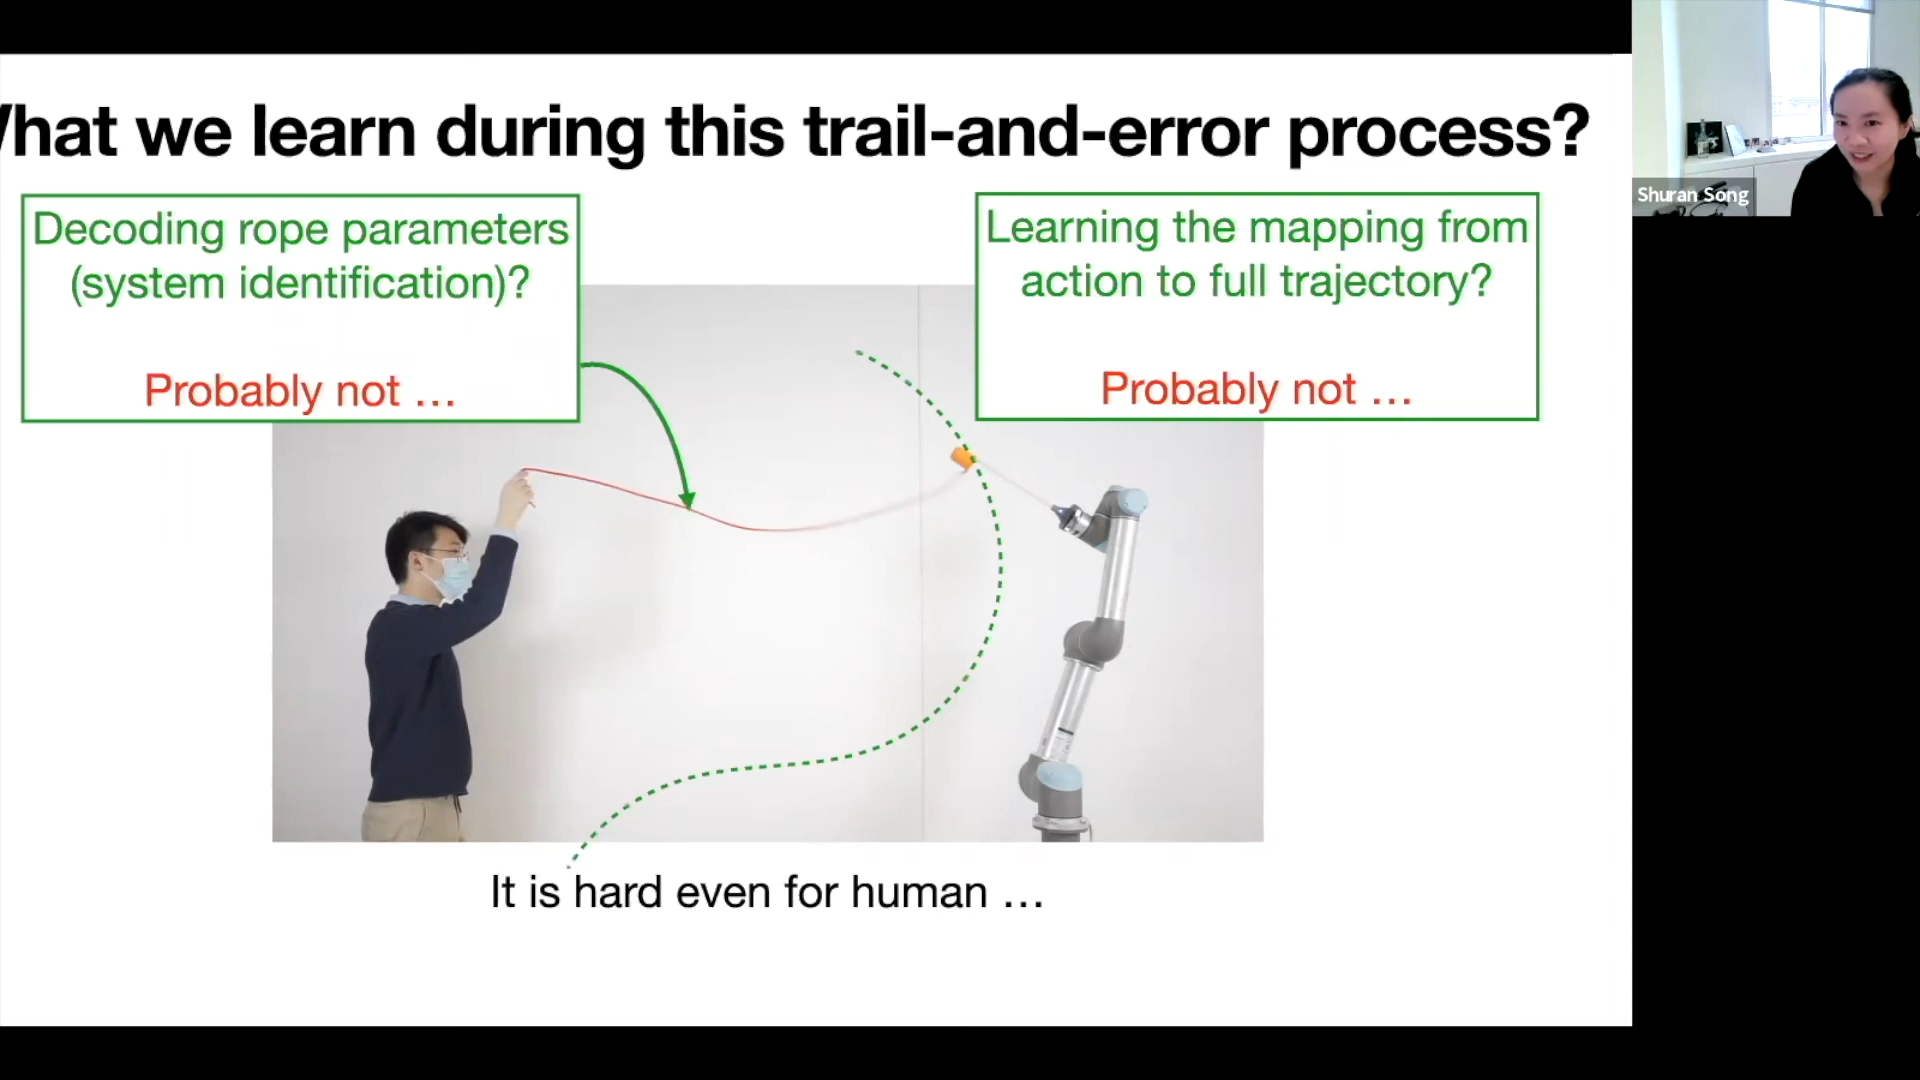 What we learn during this trail-and-error process?
Decoding rope parameters
(system identification)?
Probably not ...
Learning the mapping from
action to full trajectory?
Probably not ...
Shuran Song
It is hard even for human ...